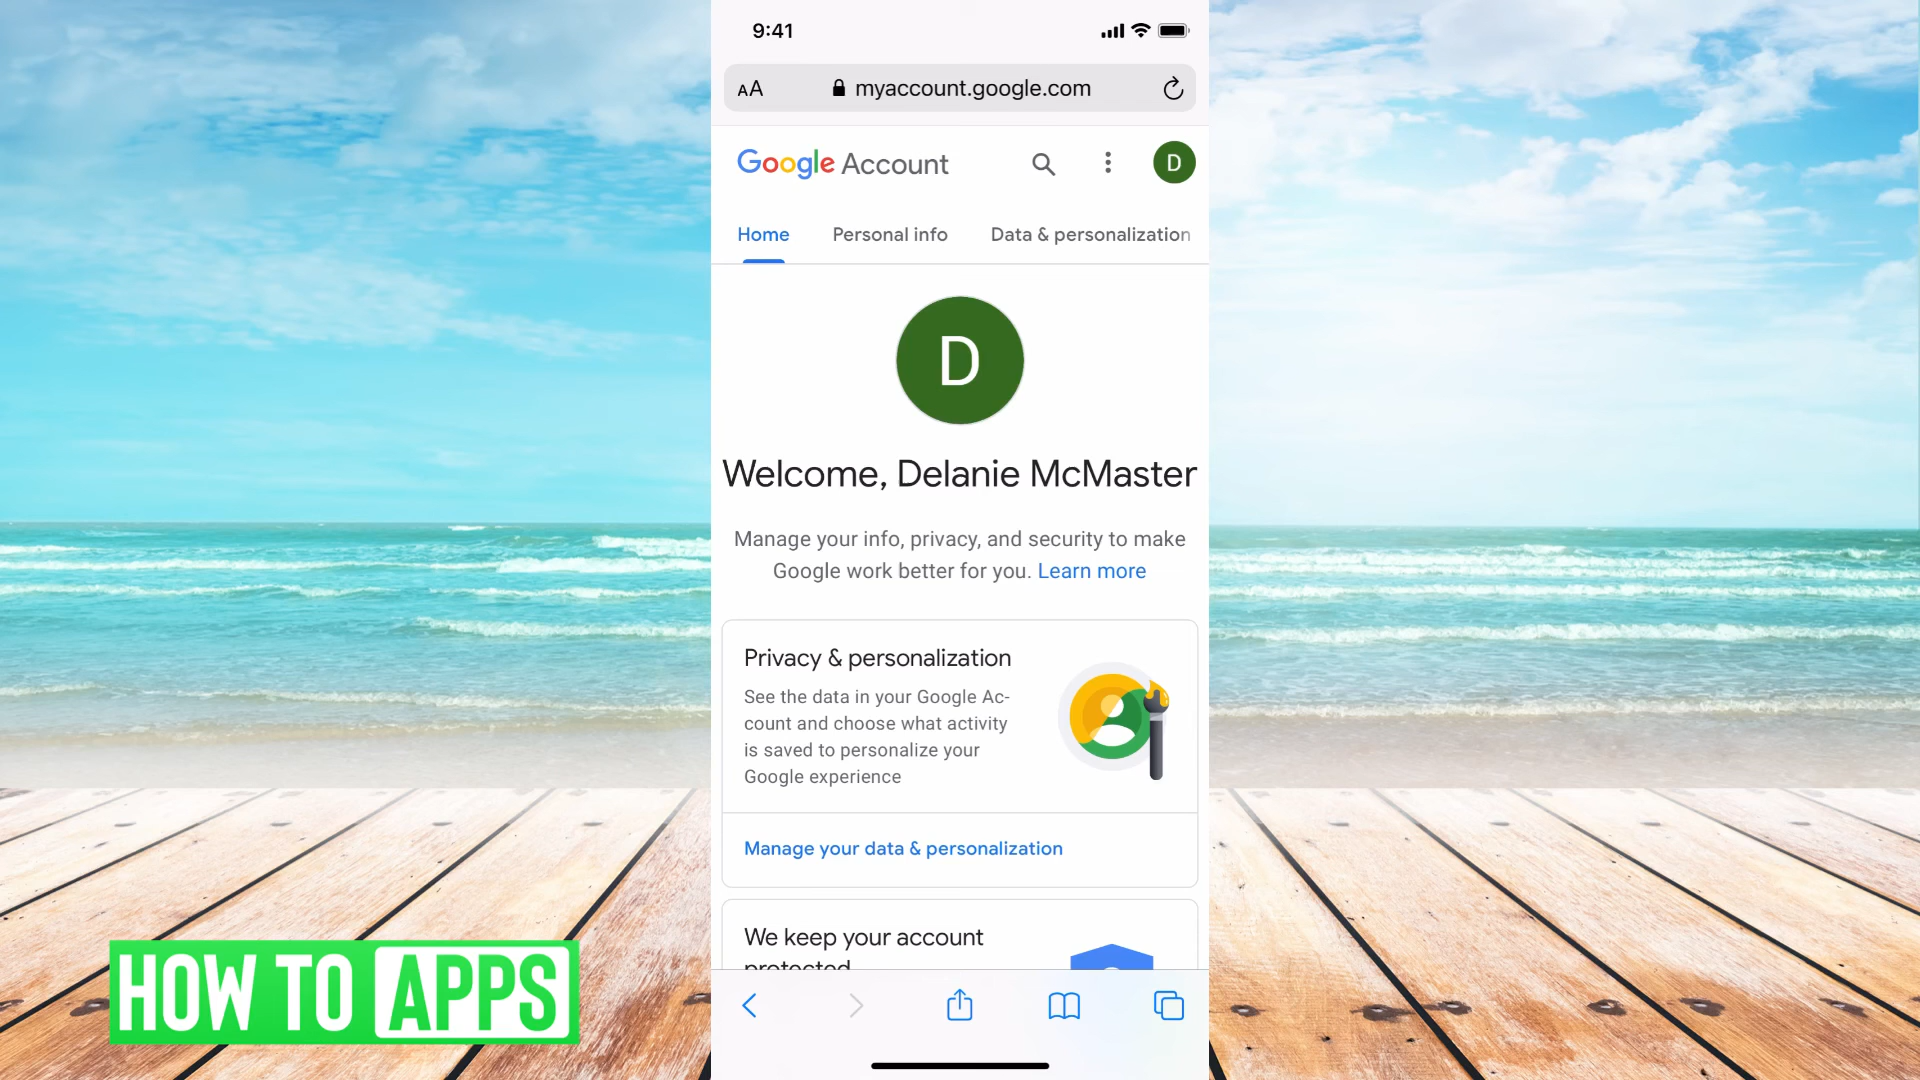 9:41
AA myaccount.google.com
Google Account D
Home Personal info Data & personalization
D
Welcome, Delanie McMaster
Manage your info, privacy, and security to make
Google work better for you. Learn more
Privacy & personalization
See the data in your Google Ac-
count and choose what activity
is saved to personalize your
Google experience
Manage your data & personalization
We keep your account
protected
HOW TO APPS